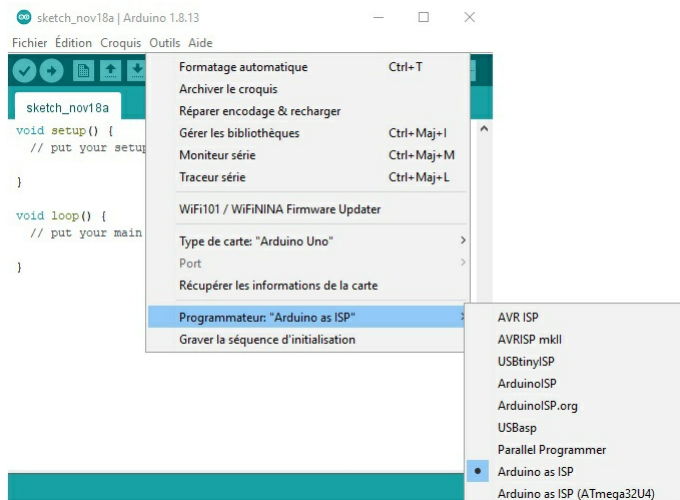 sketch_nov18a | Arduino 1.8.13
Fichier Édition Croquis Outils Aide
sketch_nov18a
void setup() {
// put your setup
}
void loop() {
// put your main
}
Formatage automatique Ctrl+T
Archiver le croquis
Réparer encodage & recharger
Gérer les bibliothèques Ctrl+Maj+I
Moniteur série Ctrl+Maj+M
Traceur série Ctrl+Maj+L
WiFi101 / WiFiNINA Firmware Updater
Type de carte: "Arduino Uno"
Port
Récupérer les informations de la carte
Programmateur: "Arduino as ISP"
Graver la séquence d'initialisation
AVR ISP
AVRISP mkII
USBtinyISP
ArduinoISP
ArduinoISP.org
USBasp
Parallel Programmer
Arduino as ISP
Arduino as ISP (ATmega32U4)